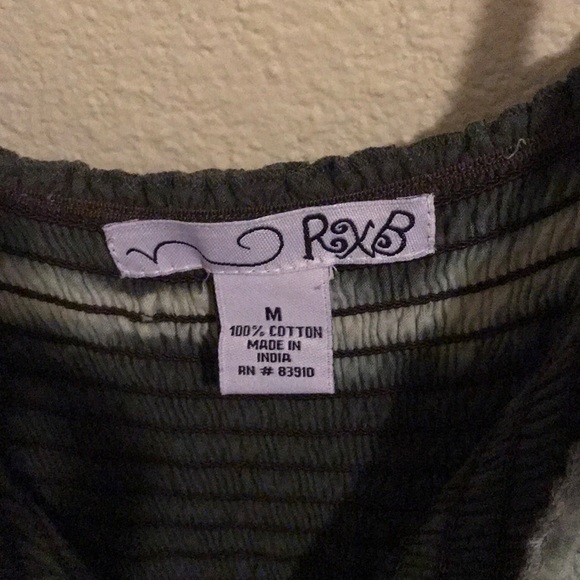 RXB
M
100% COTTON
MADE IN
INDIA
RN # 83910